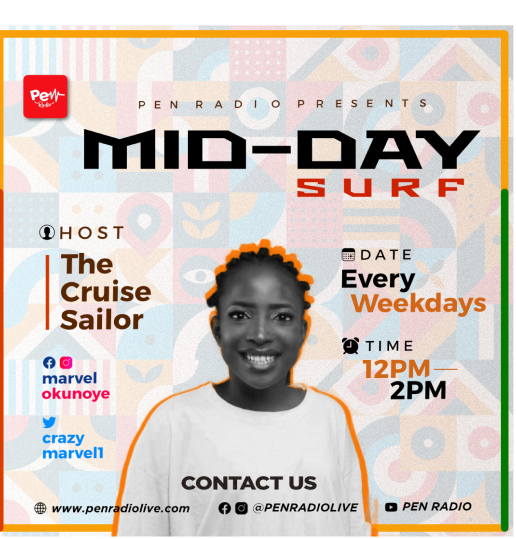 Pen
Radio
PEN RADIO PRESENTS
MID-DAY
SURF
HOST
The
Cruise
Sailor
marvel
okunoye
crazy
marvel1
DATE
Every
Weekdays
TIME
12PM—
2PM
CONTACT US
www.penradiolive.com @PENRADIOLIVE PEN RADIO